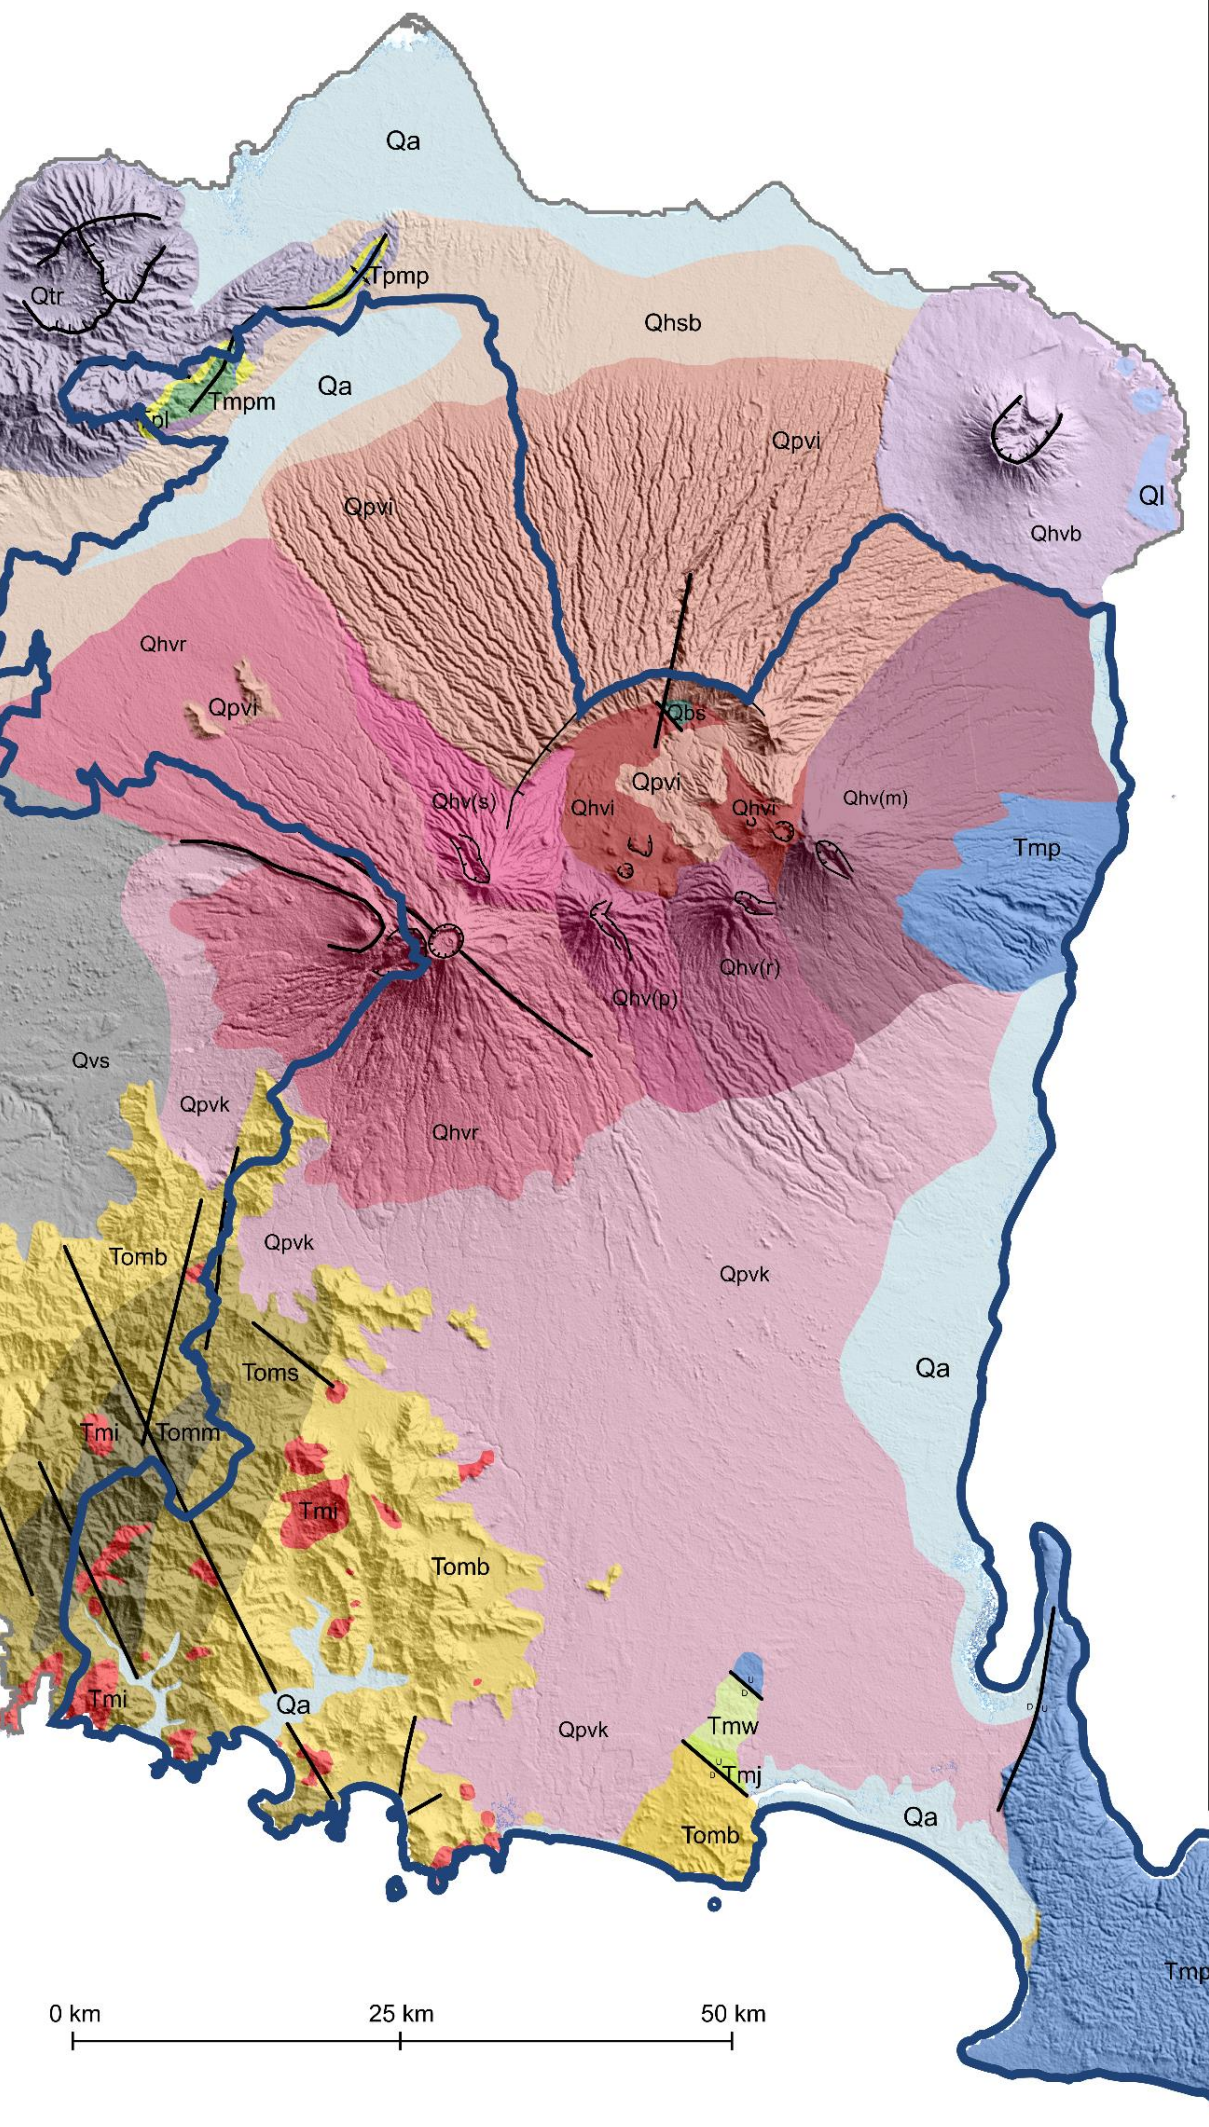 Qa
Tpmp
Qtr
Qhsb
Qa
Tmpm
Qpvi
Ql
Qpvi
Qhvb
Qhvr
Qpvi
Qbs
Qpvi
Qhv(s)
Qhvi
Qhvi
Qhv(m)
Tmp
Qhv(r)
Qhv(p)
Qvs
Qpvk
Qhvr
Qpvk
Tomb
Qpvk
Qa
Toms
Tmi
Tomm
Tmi
Tomb
Tmi
Qa
U
D
D
U
Tmw
Qpvk
U
D
Tmj
Qa
Tomb
Tmp
0 km
25 km
50 km